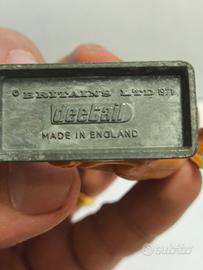 © BRITAINS LTD 1971
deetail
MADE IN ENGLAND
subito